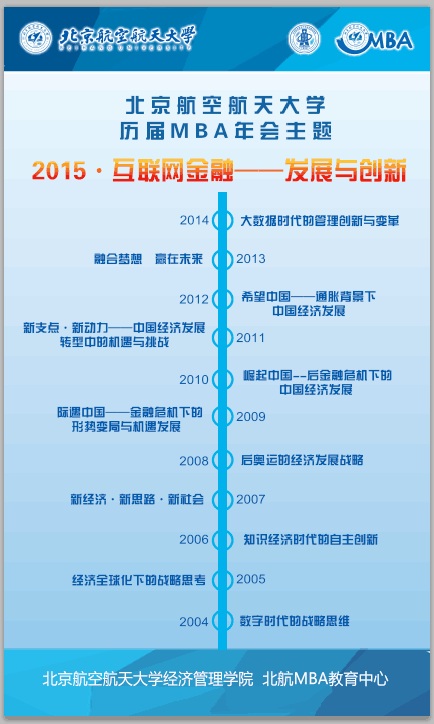 北京航空航天大学
BEIHANG UNIVERSITY
MBA
北京航空航天大学
历届MBA年会主题
2015·互联网金融——发展与创新
2014 大数据时代的管理创新与变革
融合梦想 赢在未来 2013
2012 希望中国——通胀背景下
中国经济发展
新支点·新动力——中国经济发展
转型中的机遇与挑战 2011
2010 崛起中国--后金融危机下的
中国经济发展
际遇中国——金融危机下的
形势变局与机遇发展 2009
2008 后奥运的经济发展战略
新经济·新思路·新社会 2007
2006 知识经济时代的自主创新
经济全球化下的战略思考 2005
2004 数字时代的战略思维
北京航空航天大学经济管理学院 北航MBA教育中心